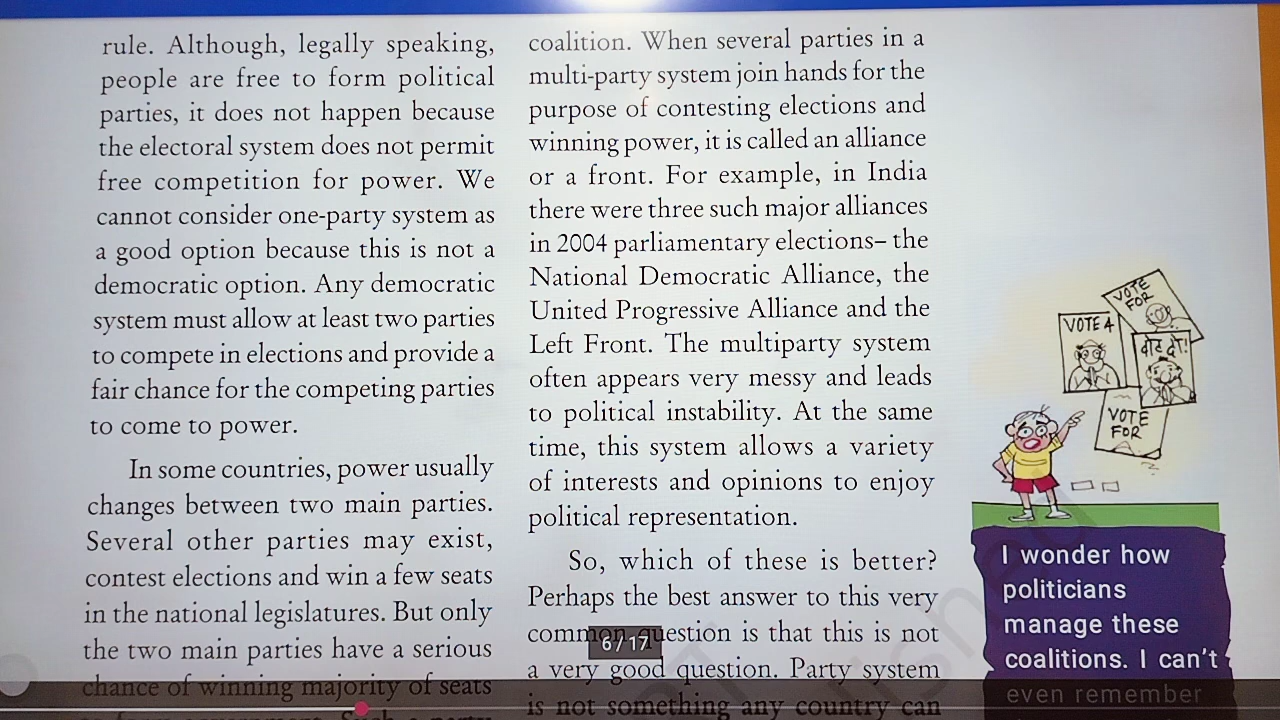 rule. Although, legally speaking,
people are free to form political
parties, it does not happen because
the electoral system does not permit
free competition for power. We
cannot consider one-party system as
a good option because this is not a
democratic option. Any democratic
system must allow at least two parties
to compete in elections and provide a
fair chance for the competing parties
to come to power.
In some countries, power usually
changes between two main parties.
Several other parties may exist,
contest elections and win a few seats
in the national legislatures. But only
the two main parties have a serious
chance of winning majority of seats
coalition. When several parties in a
multi-party system join hands for the
purpose of contesting elections and
winning power, it is called an alliance
or a front. For example, in India
there were three such major alliances
in 2004 parliamentary elections– the
National Democratic Alliance, the
United Progressive Alliance and the
Left Front. The multiparty system
often appears very messy and leads
to political instability. At the same
time, this system allows a variety
of interests and opinions to enjoy
political representation.
So, which of these is better?
Perhaps the best answer to this very
common question is that this is not
a very good question. Party system
is not something any country can
6/17
VOTE
FOR
VOTE 4
वोट दो!
VOTE
FOR
I wonder how
politicians
manage these
coalitions. I can't
even remember